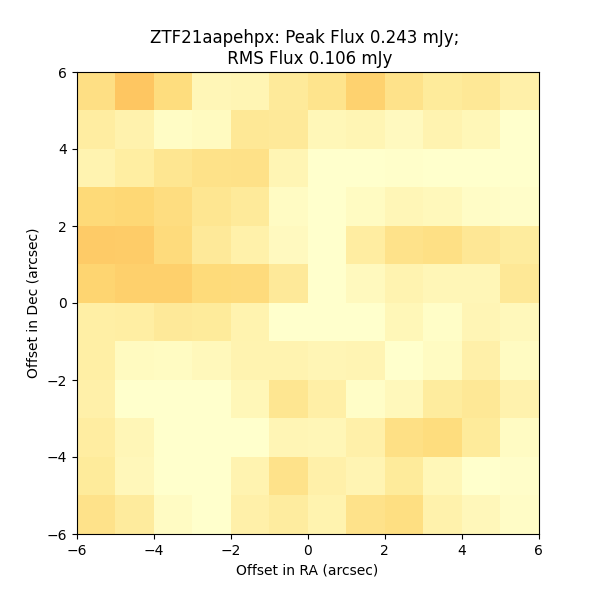 ZTF21aapehpx: Peak Flux 0.243 mJy;
RMS Flux 0.106 mJy
6
4
2
0
−2
−4
−6
Offset in Dec (arcsec)
−6 −4 −2 0 2 4 6
Offset in RA (arcsec)